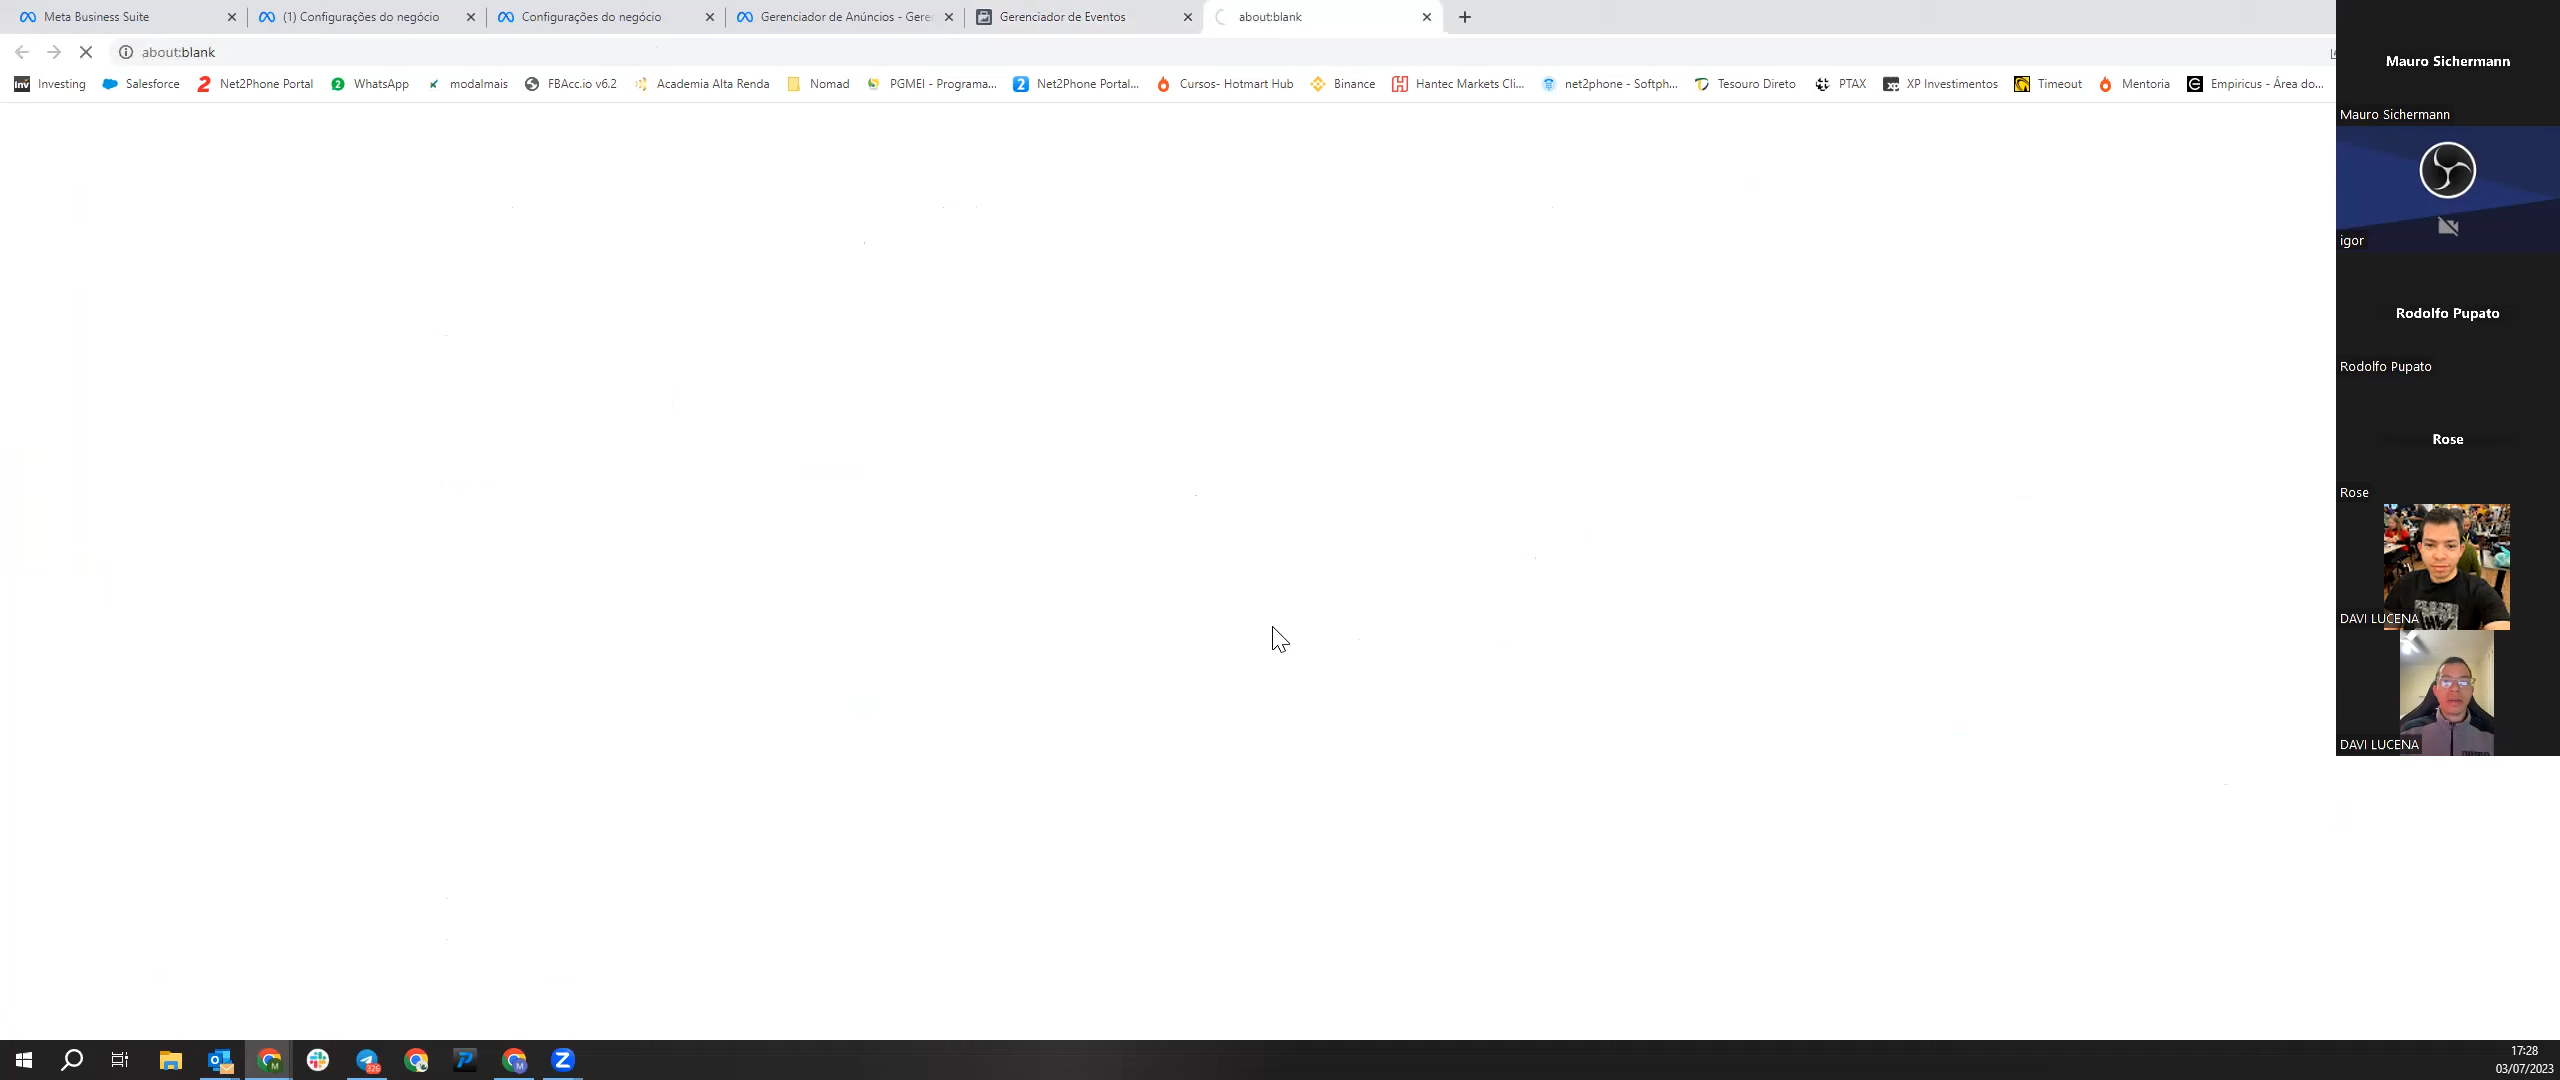 Meta Business Suite
(1) Configurações do negócio
Configurações do negócio
Gerenciador de Anúncios - Gere
Gerenciador de Eventos
about:blank
about:blank
Investing
Salesforce
Net2Phone Portal
WhatsApp
modalmais
FBAcc.io v6.2
Academia Alta Renda
Nomad
PGMEI - Programa...
Net2Phone Portal...
Cursos- Hotmart Hub
Binance
Hantec Markets Cli...
net2phone - Softph...
Tesouro Direto
PTAX
XP Investimentos
Timeout
Mentoria
Empiricus - Área do...
Mauro Sichermann
Mauro Sichermann
igor
Rodolfo Pupato
Rodolfo Pupato
Rose
Rose
DAVI LUCENA
DAVI LUCENA
326
17:28
03/07/2023